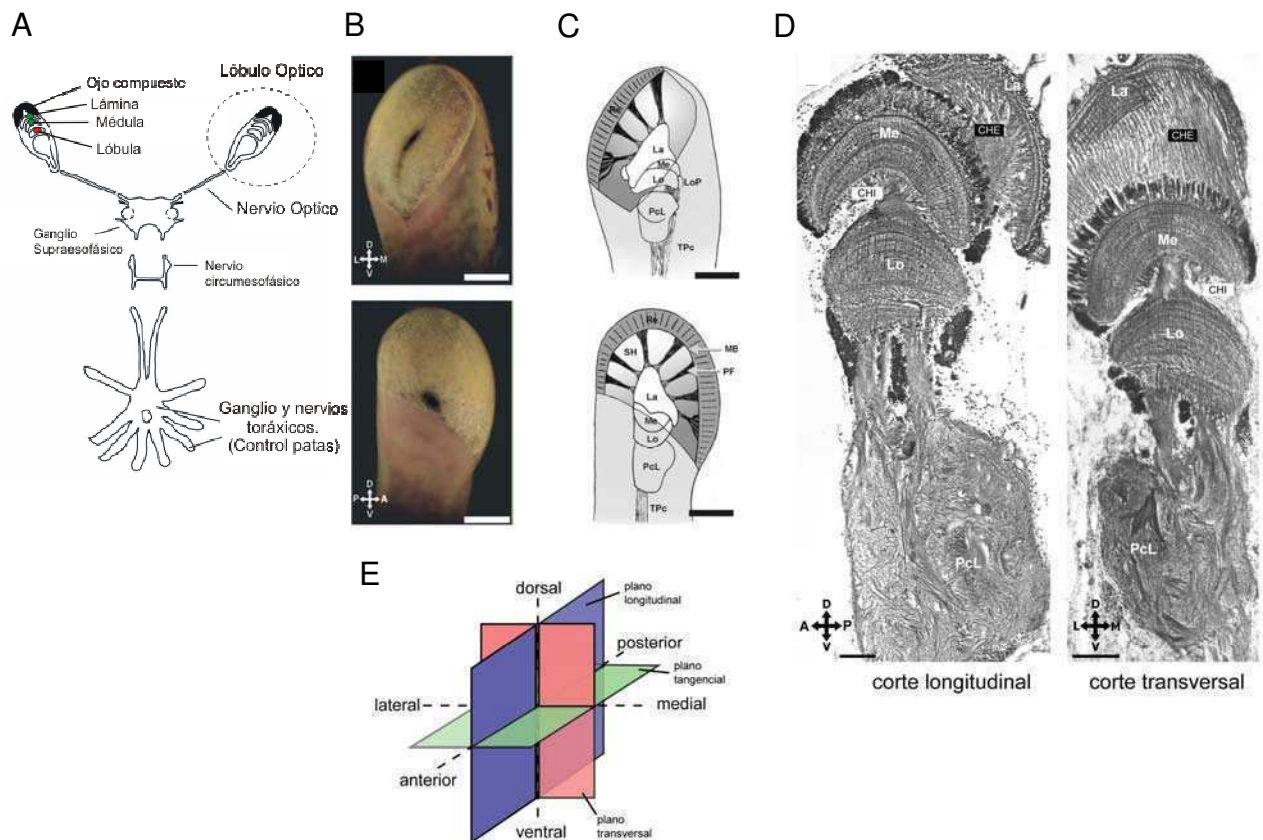 A
Ojo compuesto
Lámina
Médula
Lóbula
Lóbulo Optico
Nervio Optico
Ganglio
Supraesofásico
Nervio
circumesofásico
Ganglio y nervios
toráxicos.
(Control patas)
B
D
L M
V
D
P A
V
C
Re
La
Me
Lo
LoP
PcL
TPc
Re
SH
MB
PF
La
Me
Lo
PcL
TPc
D
La
Me
CHE
CHI
Lo
PcL
D
A P
V
corte longitudinal
La
CHE
Me
CHI
Lo
PcL
D
L M
V
corte transversal
E
dorsal
plano
longitudinal
posterior
plano
tangencial
lateral
medial
anterior
plano
transversal
ventral